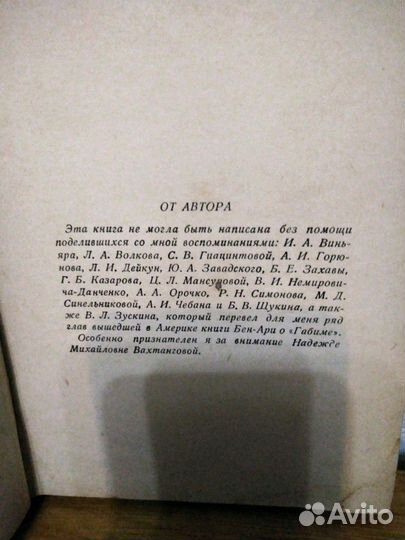 ОТ АВТОРА
Эта книга не могла быть написана без помощи
поделившихся со мной воспоминаниями: И. А. Винь-
яра, Л. А. Волкова, С. В. Гиацинтовой, А. И. Горю-
нова, Л. И. Дейкун, Ю. А. Завадского, Б. Е. Захавы,
Г. Б. Казарова, Ц. Л. Мансуровой, В. И. Немирови-
ча-Данченко, А. А. Орочко, Р. Н. Симонова, М. Д.
Синельниковой, А. И. Чебана и Б. В. Щукина, а так-
же В. Л. Зускина, который перевел для меня ряд
глав вышедшей в Америке книги Бен-Ари о «Габиме».
Особенно признателен я за внимание Надежде
Михайловне Вахтанговой.
Avito